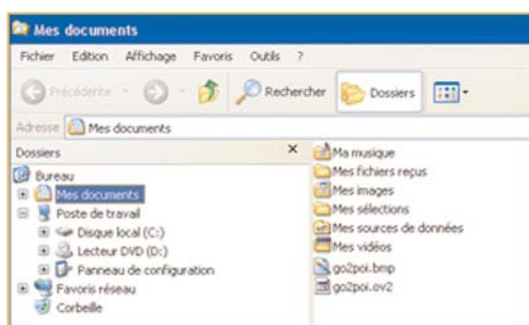 Mes documents
Fichier Edition Affichage Favoris Outils ?
Précédente Rechercher Dossiers
Adresse Mes documents
Dossiers
Bureau
Mes documents
Poste de travail
Disque local (C:)
Lecteur DVD (D:)
Panneau de configuration
Favoris réseau
Corbeille
Ma musique
Mes fichiers reçus
Mes images
Mes sélections
Mes sources de données
Mes vidéos
go2poi.bmp
go2poi.ov2